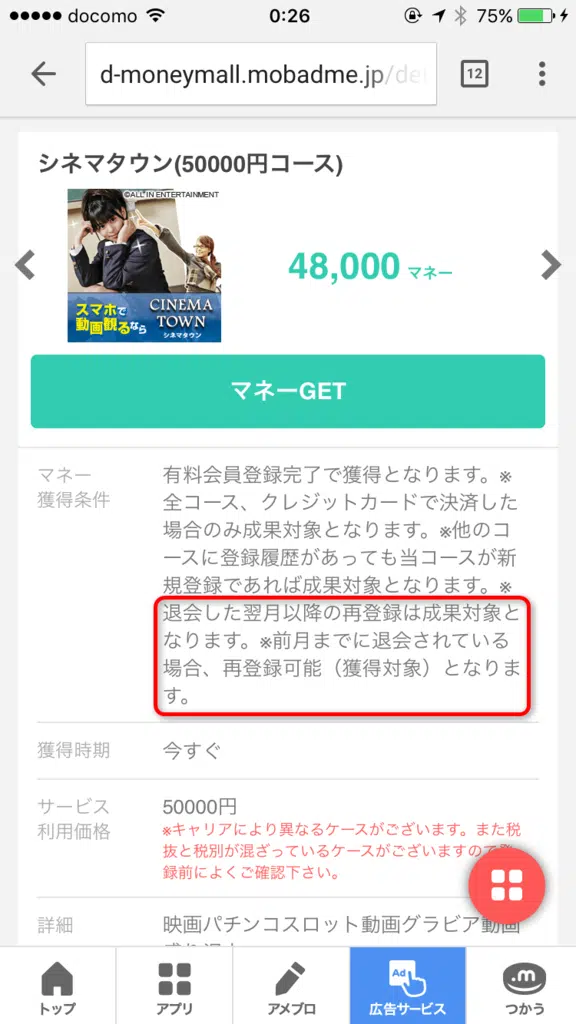 docomo 0:26 75%
d-moneymall.mobadme.jp/de
12
シネマタウン(50000円コース)
©ALL IN ENTERTAINMENT
スマホで
動画観るなら
CINEMA
TOWN
シネマタウン
48,000 マネー
マネーGET
マネー
獲得条件
有料会員登録完了で獲得となります。※
全コース、クレジットカードで決済した
場合のみ成果対象となります。※他のコ
ースに登録履歴があっても当コースが新
規登録であれば成果対象となります。※
退会した翌月以降の再登録は成果対象と
なります。※前月までに退会されている
場合、再登録可能（獲得対象）となりま
す。
獲得時期
今すぐ
サービス
利用価格
50000円
※キャリアにより異なるケースがございます。また税
抜と税別が混ざっているケースがございますので
録前によくご確認下さい。
詳細
映画パチンコスロット動画グラビア動画
トップ
アプリ
アメブロ
Ad
広告サービス
.m
つかう